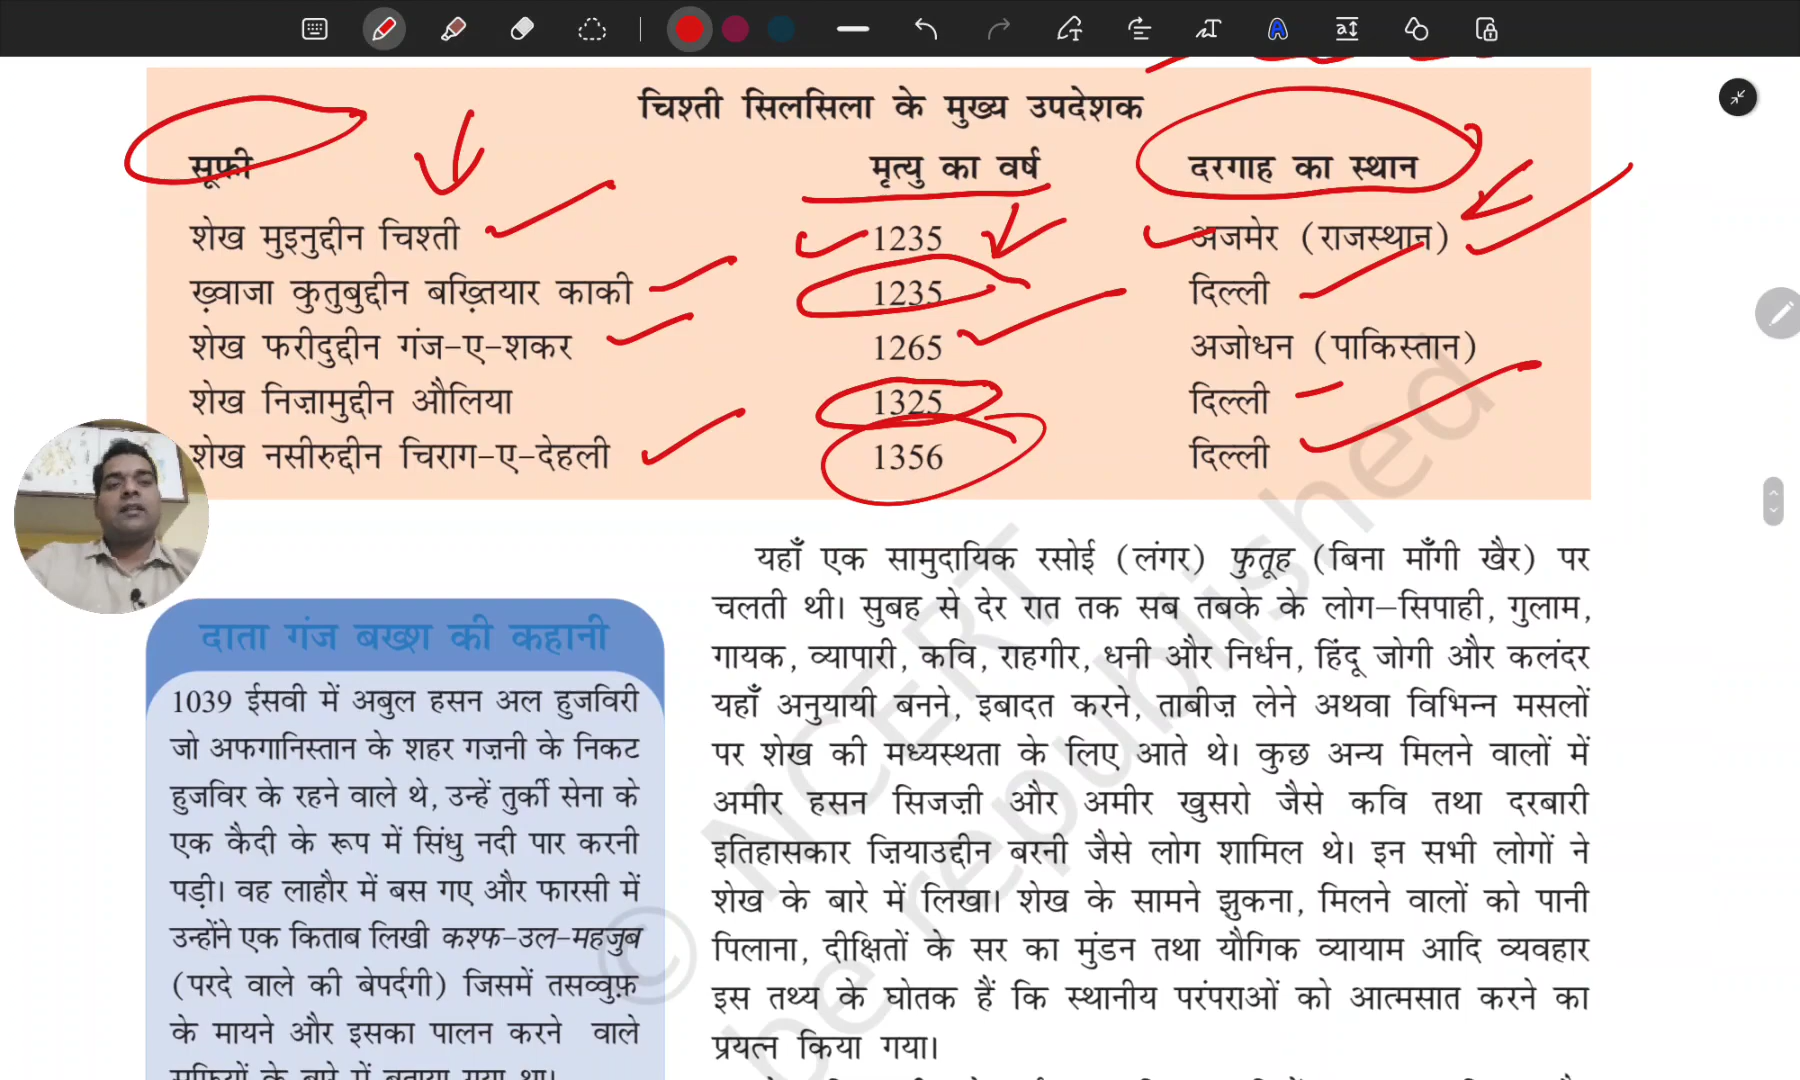 चिश्ती सिलसिला के मुख्य उपदेशक
सूफ़ी मृत्यु का वर्ष दरगाह का स्थान
शेख मुइनुद्दीन चिश्ती 1235 अजमेर (राजस्थान)
ख़्वाजा कुतुबुद्दीन बख़्तियार काकी 1235 दिल्ली
शेख फरीदुद्दीन गंज-ए-शकर 1265 अजोधन (पाकिस्तान)
शेख निज़ामुद्दीन औलिया 1325 दिल्ली
शेख नसीरुद्दीन चिराग-ए-देहली 1356 दिल्ली
दाता गंज बख्श की कहानी
1039 ईसवी में अबुल हसन अल हुजविरी
जो अफगानिस्तान के शहर गज़नी के निकट
हुजविर के रहने वाले थे, उन्हें तुर्की सेना के
एक कैदी के रूप में सिंधु नदी पार करनी
पड़ी। वह लाहौर में बस गए और फारसी में
उन्होंने एक किताब लिखी कश्फ-उल-महजुब
(परदे वाले की बेपर्दगी) जिसमें तसव्वुफ़
के मायने और इसका पालन करने वाले
सूफियों के बारे में बताया गया था।
यहाँ एक सामुदायिक रसोई (लंगर) फुतूह (बिना माँगी खैर) पर
चलती थी। सुबह से देर रात तक सब तबके के लोग–सिपाही, गुलाम,
गायक, व्यापारी, कवि, राहगीर, धनी और निर्धन, हिंदू जोगी और कलंदर
यहाँ अनुयायी बनने, इबादत करने, ताबीज़ लेने अथवा विभिन्न मसलों
पर शेख की मध्यस्थता के लिए आते थे। कुछ अन्य मिलने वालों में
अमीर हसन सिजज़ी और अमीर खुसरो जैसे कवि तथा दरबारी
इतिहासकार ज़ियाउद्दीन बरनी जैसे लोग शामिल थे। इन सभी लोगों ने
शेख के बारे में लिखा। शेख के सामने झुकना, मिलने वालों को पानी
पिलाना, दीक्षितों के सर का मुंडन तथा यौगिक व्यायाम आदि व्यवहार
इस तथ्य के घोतक हैं कि स्थानीय परंपराओं को आत्मसात करने का
प्रयत्न किया गया।
© NCERT
be republished